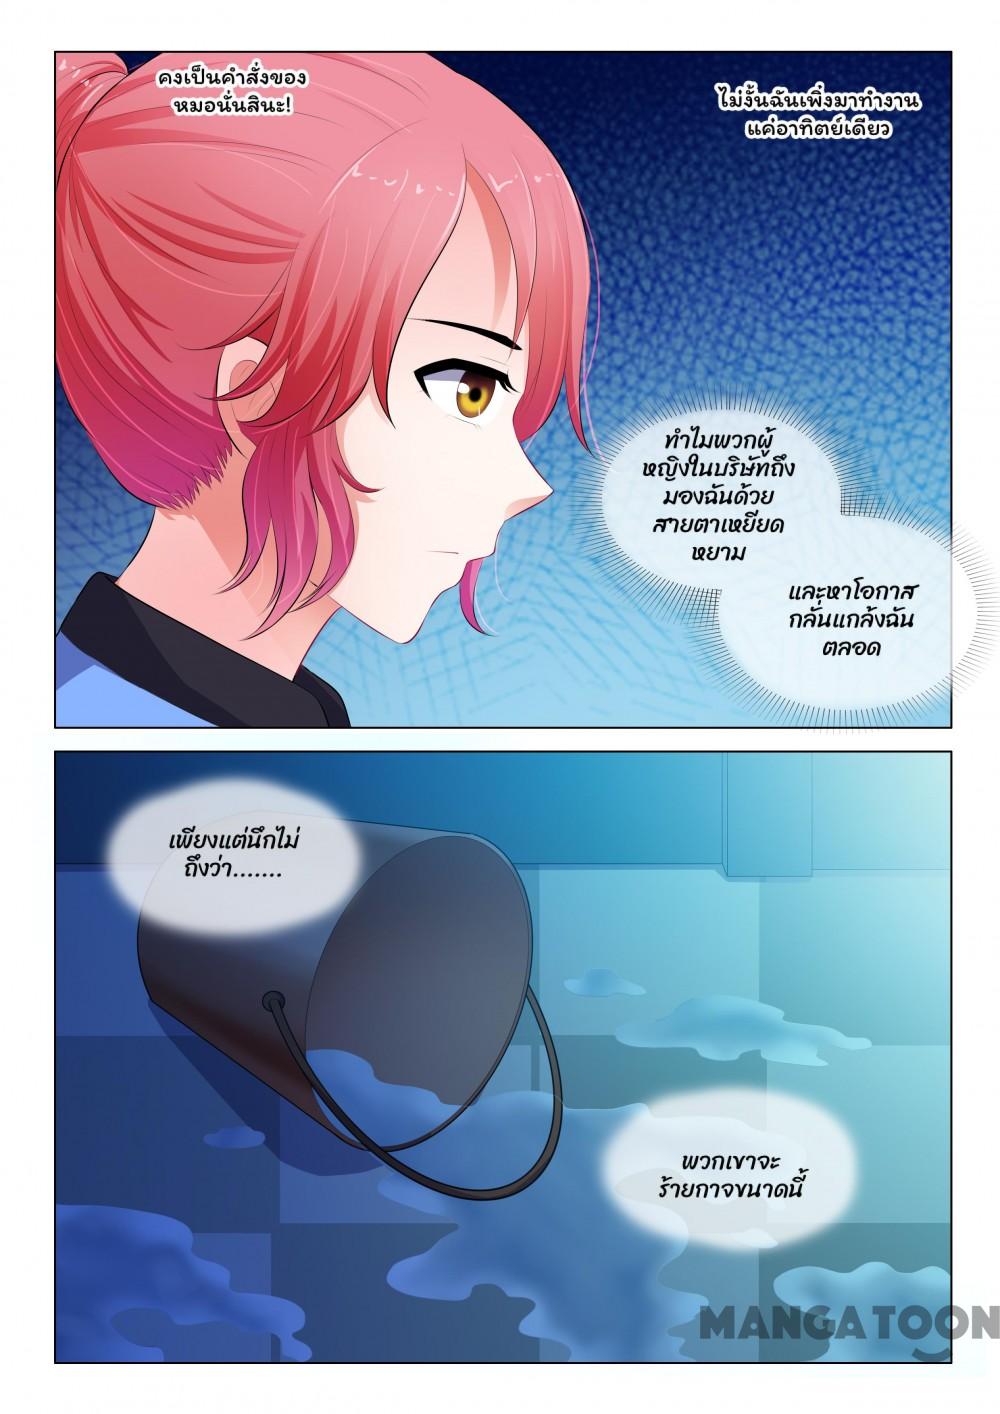 คงเป็นคำสั่งของ
หมอนั่นสินะ!
ไม่งั้นฉันเพิ่งมาทำงาน
แค่อาทิตย์เดียว
ทำไมพวกผู้
หญิงในบริษัทถึง
มองฉันด้วย
สายตาเหยียด
หยาม
และหาโอกาส
กลั่นแกล้งฉัน
ตลอด
เพียงแต่นึกไม่
ถึงว่า.......
พวกเขาจะ
ร้ายกาจขนาดนี้
MANGATOON